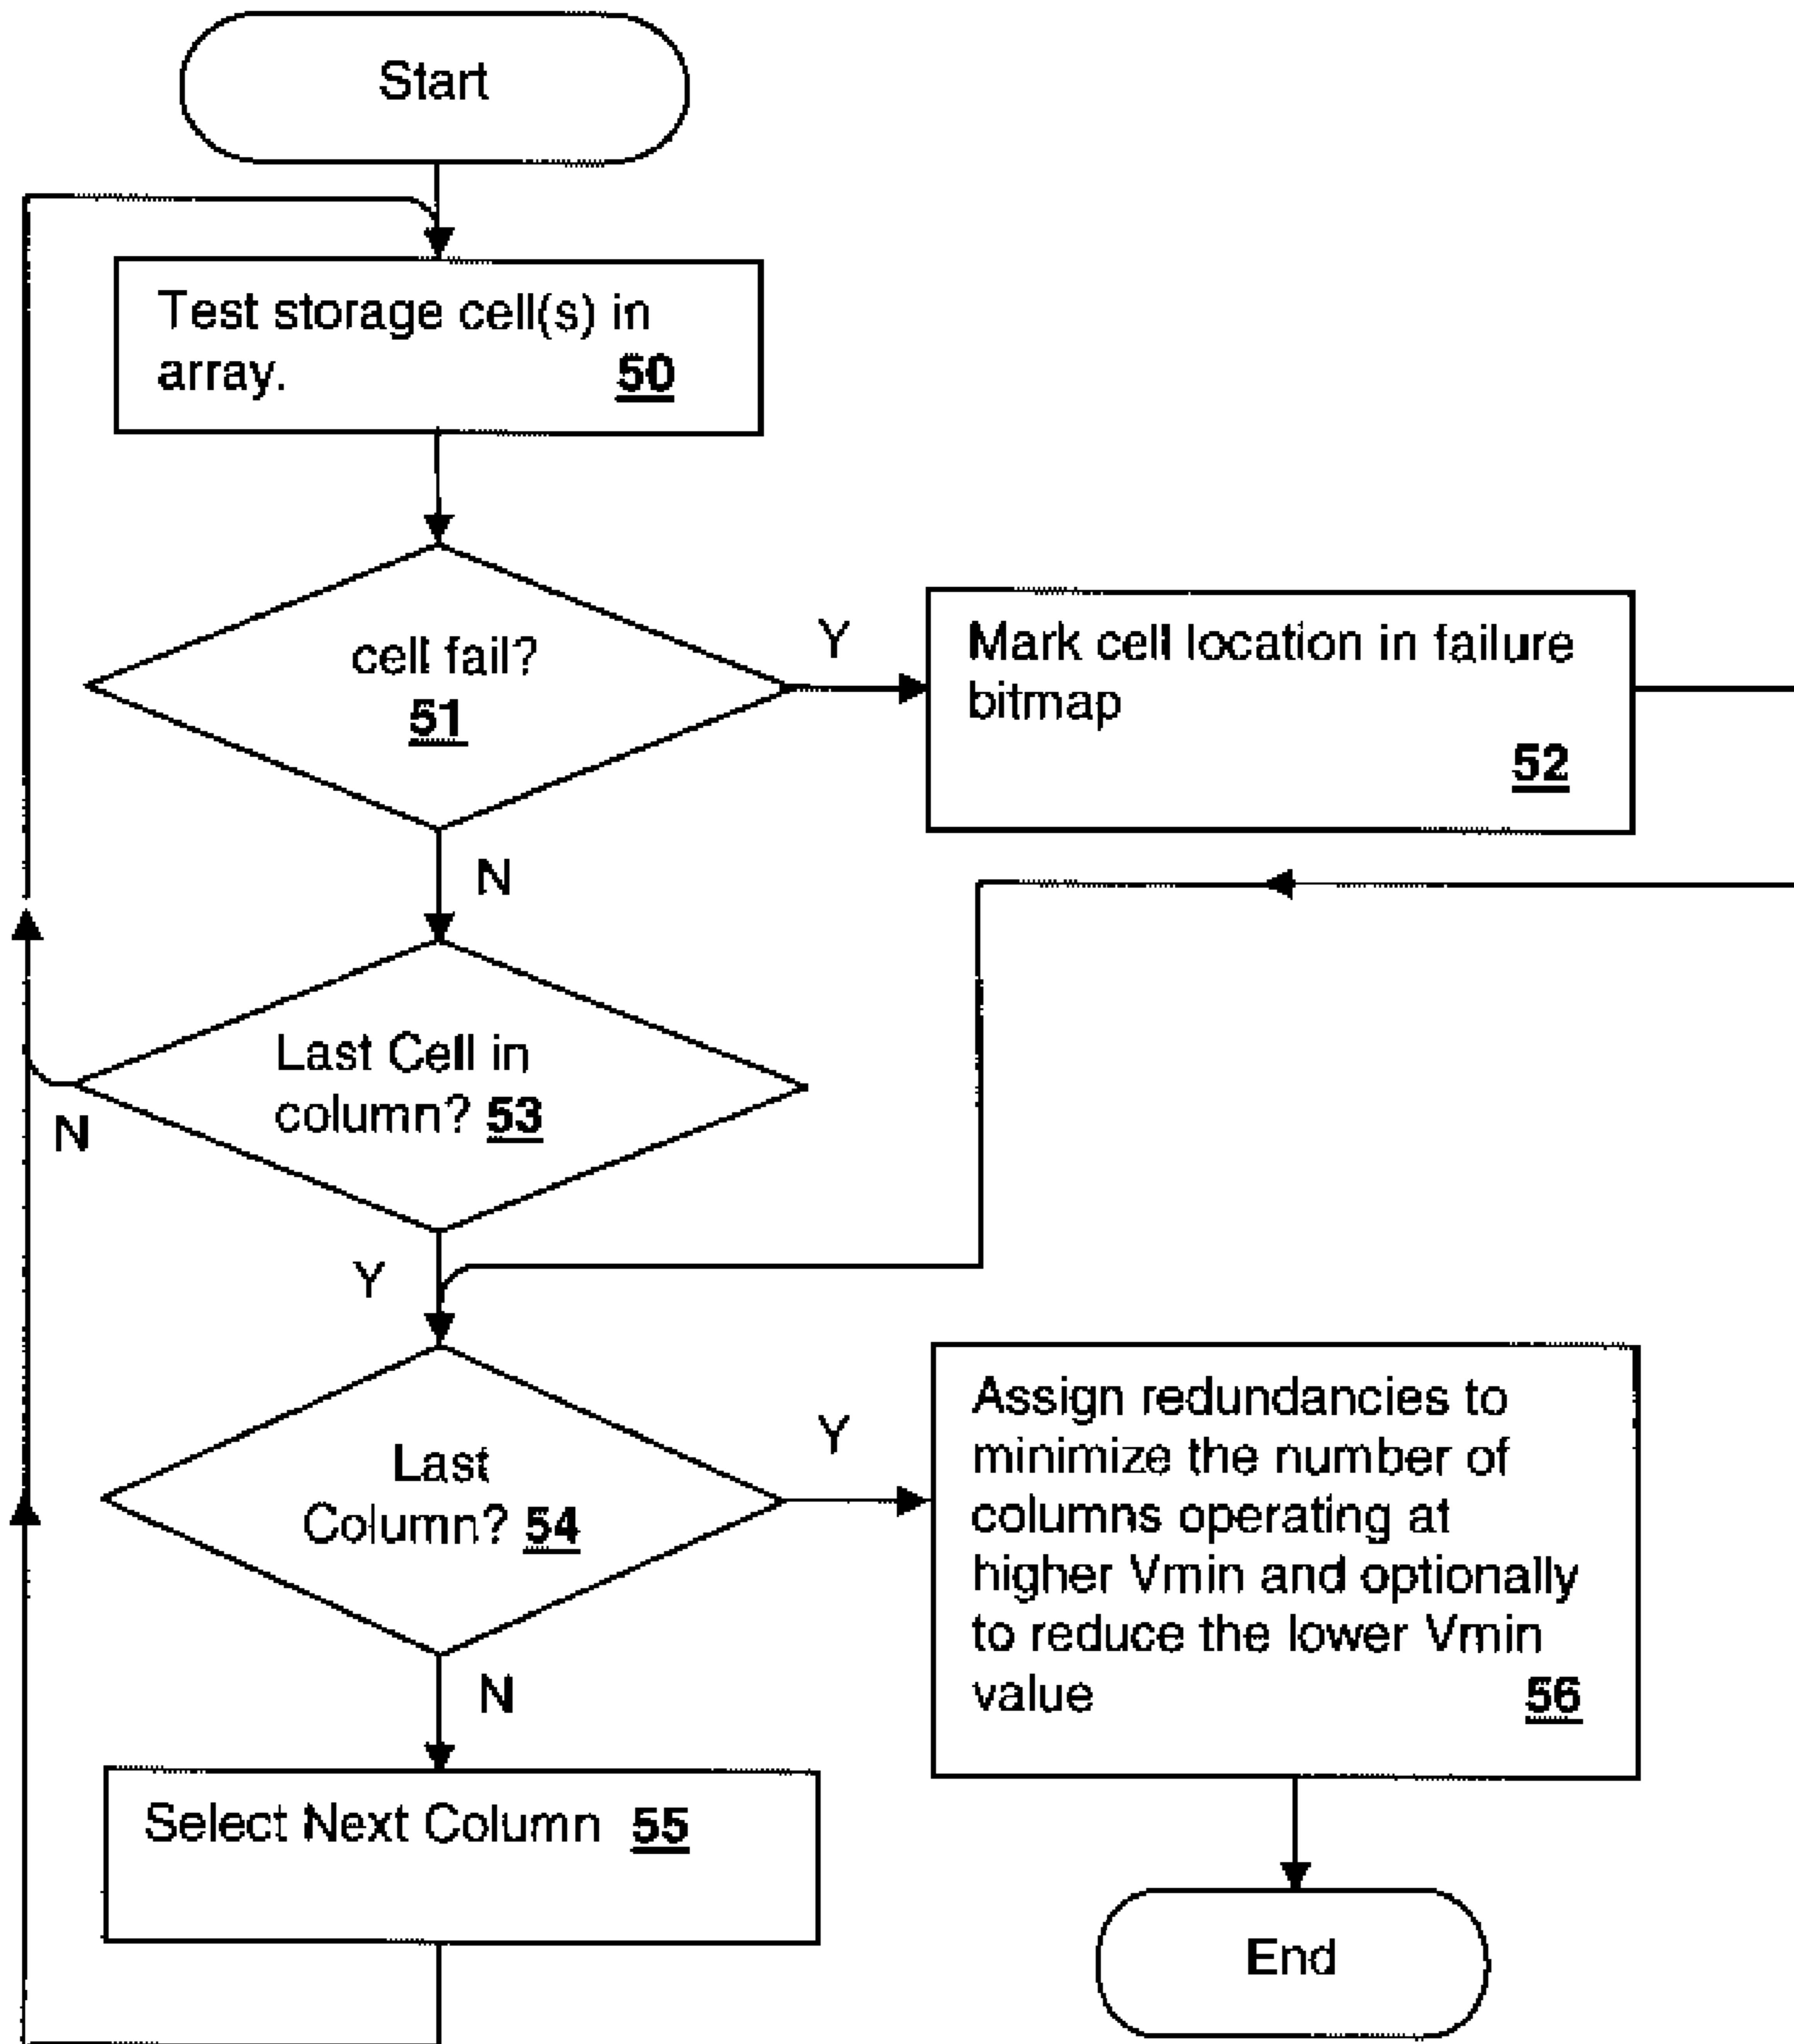 Start
Test storage cell(s) in
array. 50
cell fail?
51
Y
Mark cell location in failure
bitmap
52
N
Last Cell in
column? 53
N
Y
Last
Column? 54
Y
Assign redundancies to
minimize the number of
columns operating at
higher Vmin and optionally
to reduce the lower Vmin
value 56
N
Select Next Column 55
End